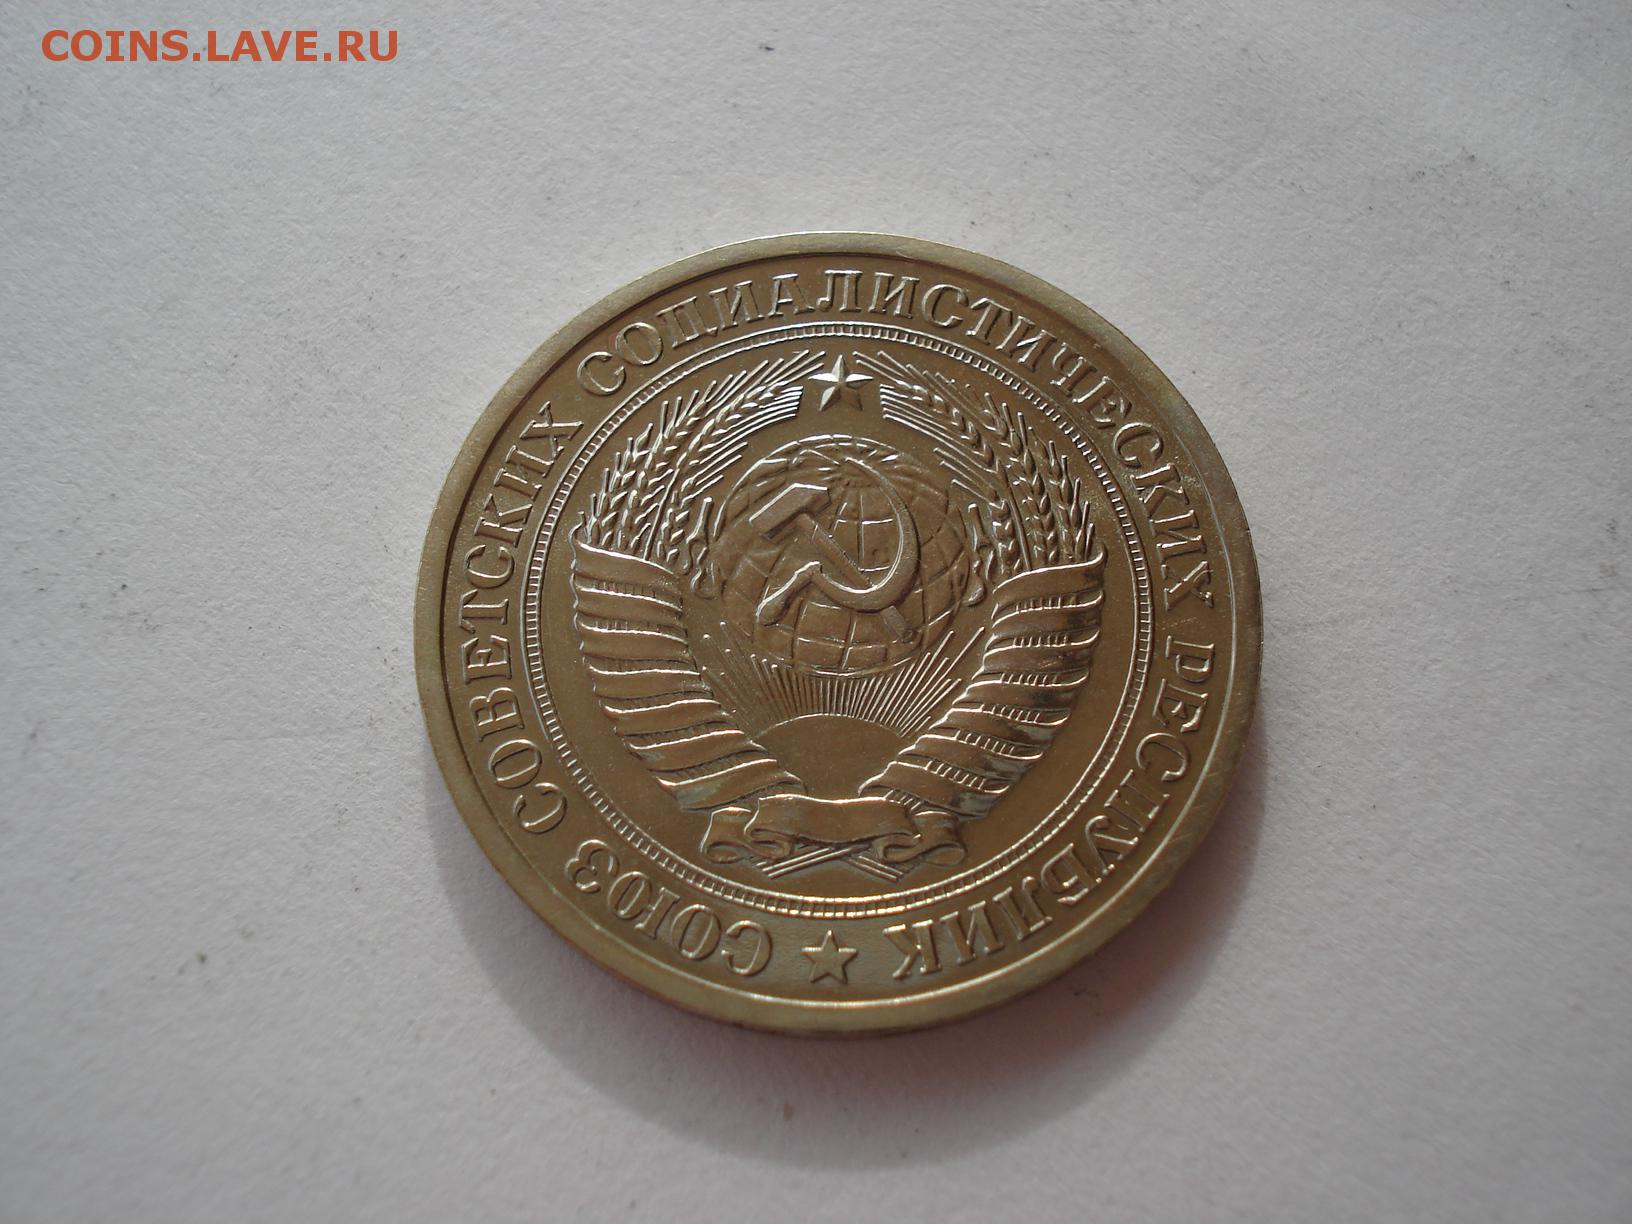 COINS.LAVE.RU
СОЮЗ СОВЕТСКИХ СОЦИАЛИСТИЧЕСКИХ РЕСПУБЛИК